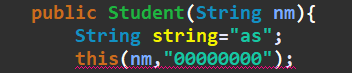 public Student(String nm){
String string="as";
this(nm,"00000000");